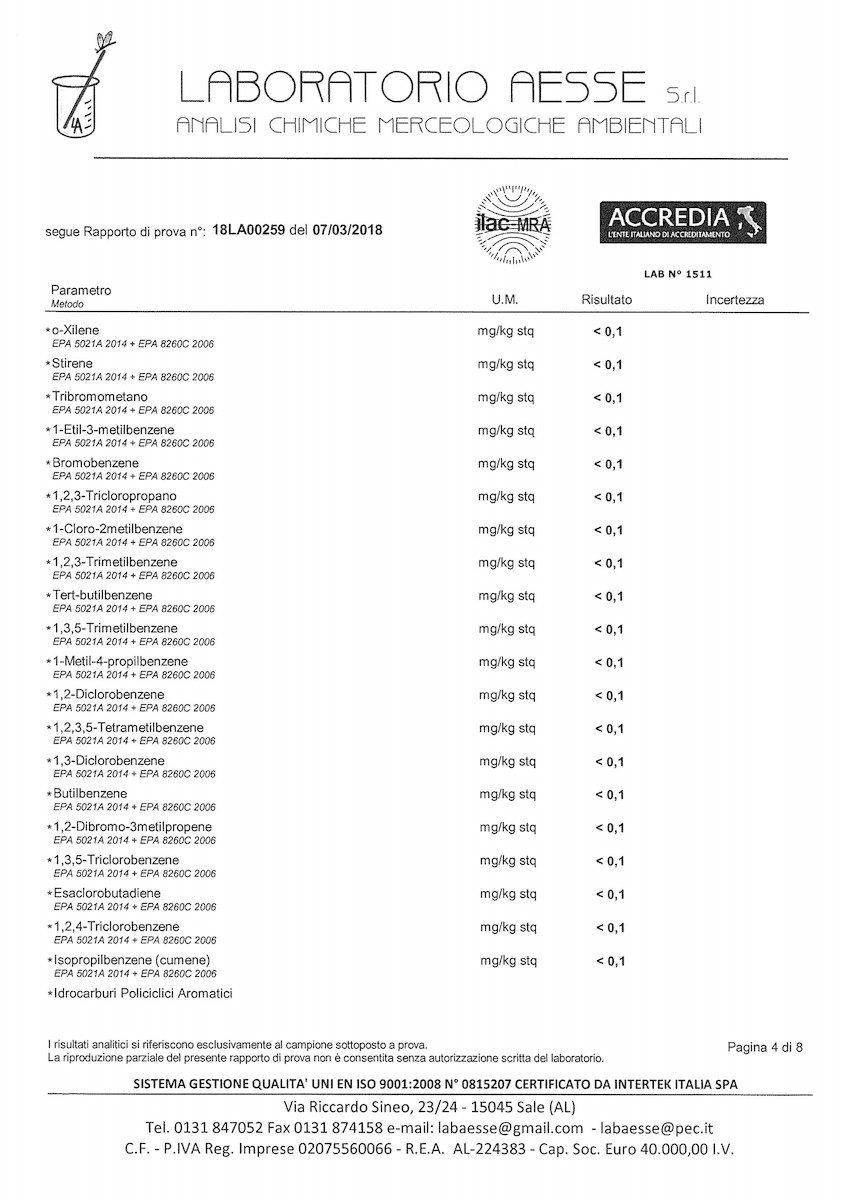 LA
LABORATORIO AESSE S.r.l.
ANALISI CHIMICHE MERCEOLOGICHE AMBIENTALI
segue Rapporto di prova n°: 18LA00259 del 07/03/2018
ilac-MRA
ACCREDIA
L'ENTE ITALIANO DI ACCREDITAMENTO
LAB N° 1511
Parametro
Metodo
U.M. Risultato Incertezza
*o-Xilene mg/kg stq < 0,1
EPA 5021A 2014 + EPA 8260C 2006
*Stirene mg/kg stq < 0,1
EPA 5021A 2014 + EPA 8260C 2006
*Tribromometano mg/kg stq < 0,1
EPA 5021A 2014 + EPA 8260C 2006
*1-Etil-3-metilbenzene mg/kg stq < 0,1
EPA 5021A 2014 + EPA 8260C 2006
*Bromobenzene mg/kg stq < 0,1
EPA 5021A 2014 + EPA 8260C 2006
*1,2,3-Tricloropropano mg/kg stq < 0,1
EPA 5021A 2014 + EPA 8260C 2006
*1-Cloro-2metilbenzene mg/kg stq < 0,1
EPA 5021A 2014 + EPA 8260C 2006
*1,2,3-Trimetilbenzene mg/kg stq < 0,1
EPA 5021A 2014 + EPA 8260C 2006
*Tert-butilbenzene mg/kg stq < 0,1
EPA 5021A 2014 + EPA 8260C 2006
*1,3,5-Trimetilbenzene mg/kg stq < 0,1
EPA 5021A 2014 + EPA 8260C 2006
*1-Metil-4-propilbenzene mg/kg stq < 0,1
EPA 5021A 2014 + EPA 8260C 2006
*1,2-Diclorobenzene mg/kg stq < 0,1
EPA 5021A 2014 + EPA 8260C 2006
*1,2,3,5-Tetrametilbenzene mg/kg stq < 0,1
EPA 5021A 2014 + EPA 8260C 2006
*1,3-Diclorobenzene mg/kg stq < 0,1
EPA 5021A 2014 + EPA 8260C 2006
*Butilbenzene mg/kg stq < 0,1
EPA 5021A 2014 + EPA 8260C 2006
*1,2-Dibromo-3metilpropene mg/kg stq < 0,1
EPA 5021A 2014 + EPA 8260C 2006
*1,3,5-Triclorobenzene mg/kg stq < 0,1
EPA 5021A 2014 + EPA 8260C 2006
*Esaclorobutadiene mg/kg stq < 0,1
EPA 5021A 2014 + EPA 8260C 2006
*1,2,4-Triclorobenzene mg/kg stq < 0,1
EPA 5021A 2014 + EPA 8260C 2006
*Isopropilbenzene (cumene) mg/kg stq < 0,1
EPA 5021A 2014 + EPA 8260C 2006
*Idrocarburi Policiclici Aromatici
I risultati analitici si riferiscono esclusivamente al campione sottoposto a prova.
La riproduzione parziale del presente rapporto di prova non è consentita senza autorizzazione scritta del laboratorio.
Pagina 4 di 8
SISTEMA GESTIONE QUALITA' UNI EN ISO 9001:2008 N° 0815207 CERTIFICATO DA INTERTEK ITALIA SPA
Via Riccardo Sineo, 23/24 - 15045 Sale (AL)
Tel. 0131 847052 Fax 0131 874158 e-mail: labaesse@gmail.com - labaesse@pec.it
C.F. - P.IVA Reg. Imprese 02075560066 - R.E.A. AL-224383 - Cap. Soc. Euro 40.000,00 I.V.